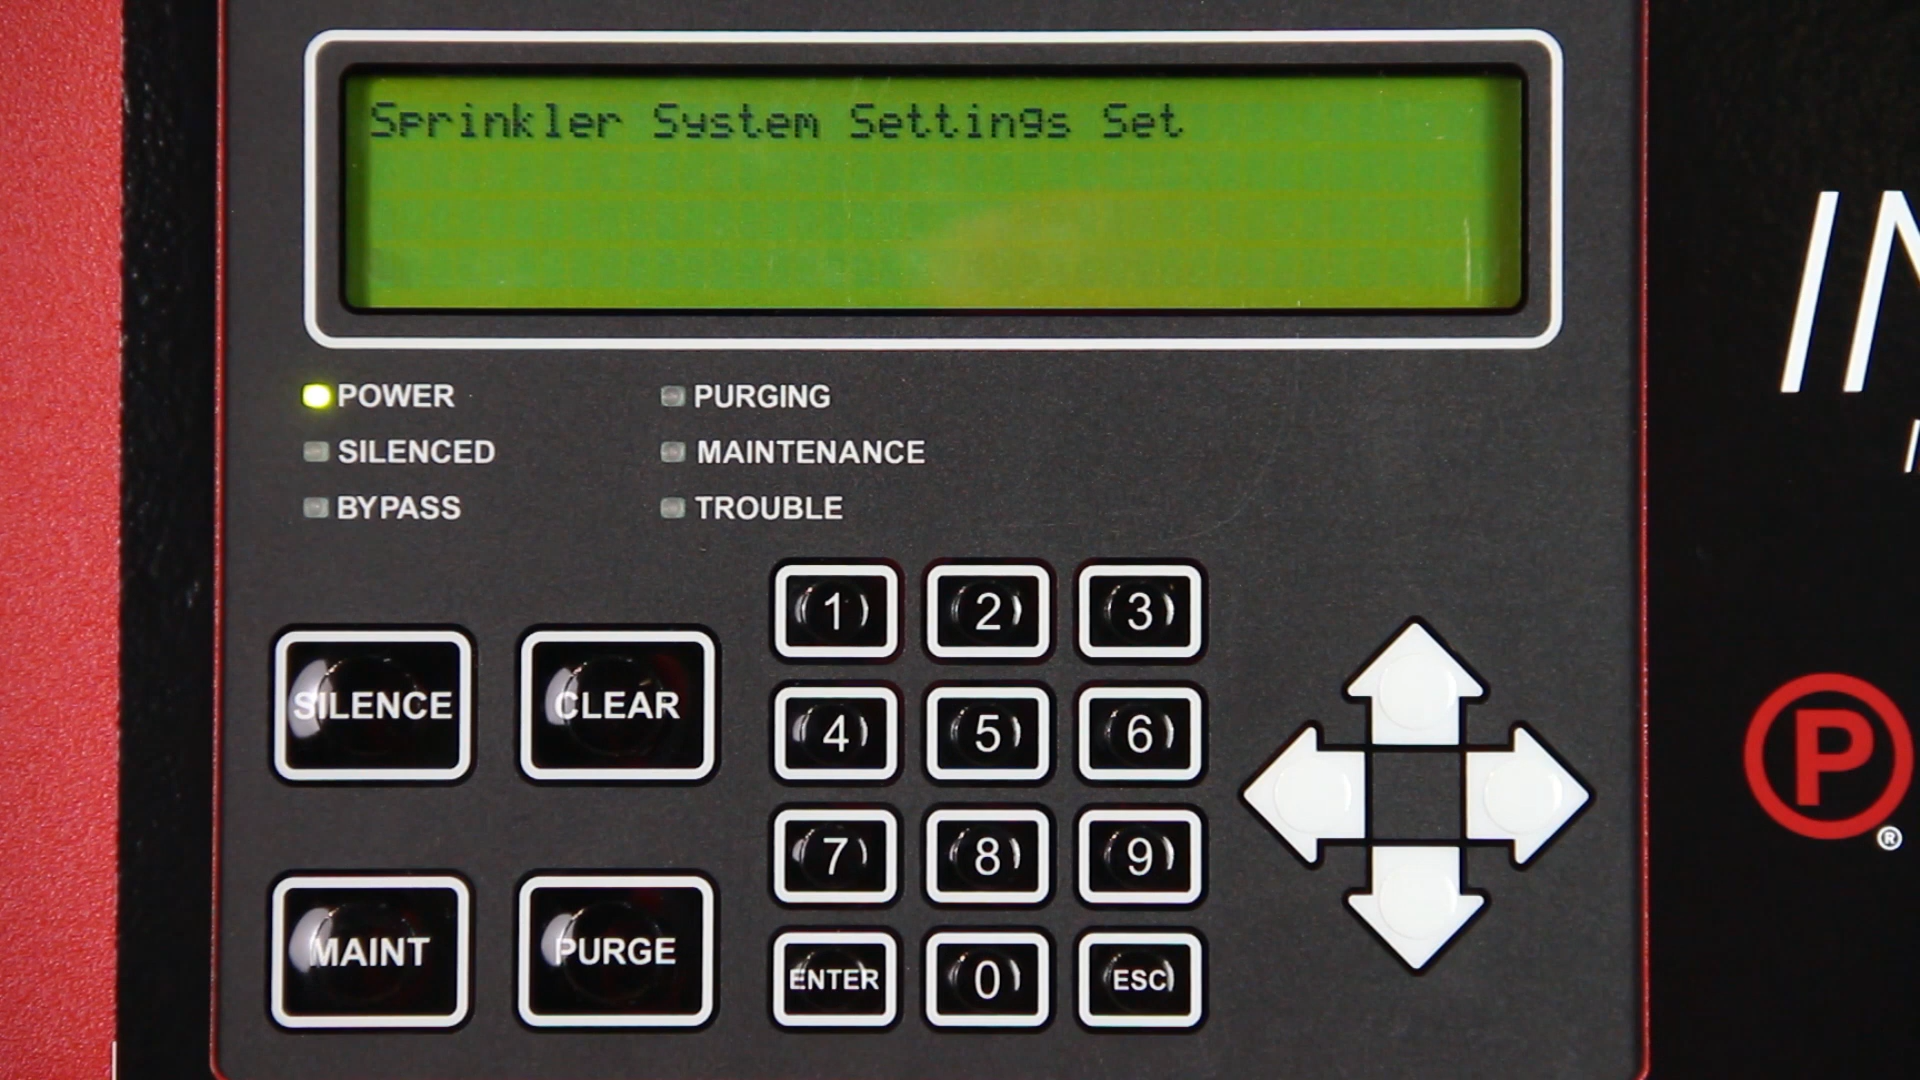 Sprinkler System Settings Set
POWER
SILENCED
BYPASS
PURGING
MAINTENANCE
TROUBLE
SILENCE
CLEAR
MAINT
PURGE
1 2 3
4 5 6
7 8 9
ENTER 0 ESC
P
®